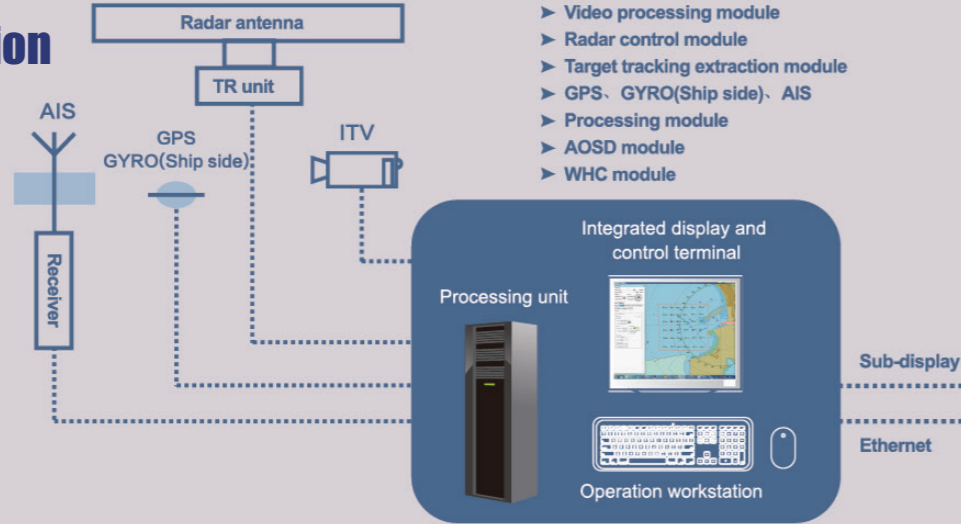 ion
Radar antenna
TR unit
AIS
GPS
GYRO(Ship side)
ITV
Receiver
➤ Video processing module
➤ Radar control module
➤ Target tracking extraction module
➤ GPS、GYRO(Ship side)、AIS
➤ Processing module
➤ AOSD module
➤ WHC module
Integrated display and
control terminal
Processing unit
Operation workstation
Sub-display
Ethernet